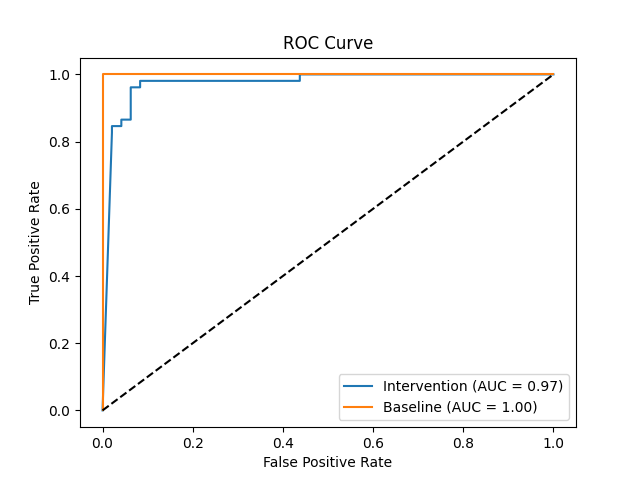 ROC Curve
1.0
0.8
0.6
0.4
0.2
0.0
True Positive Rate
Intervention (AUC = 0.97)
Baseline (AUC = 1.00)
0.0 0.2 0.4 0.6 0.8 1.0
False Positive Rate